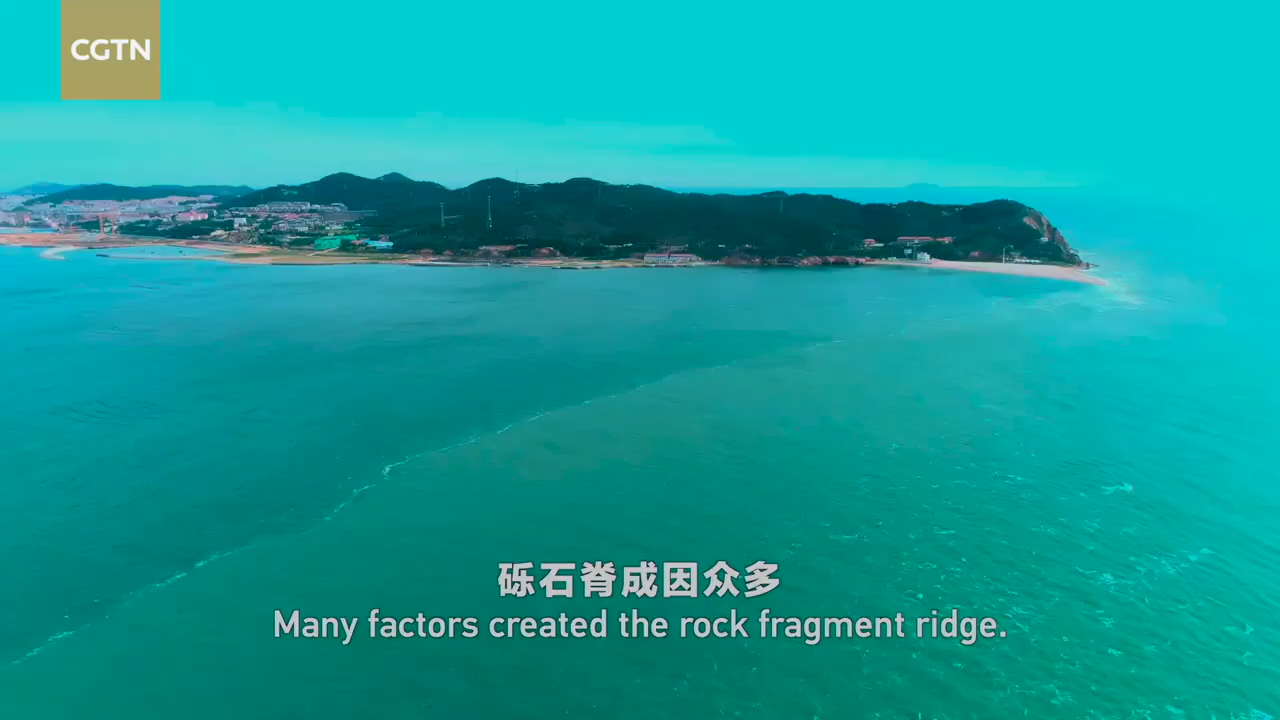 CGTN
砾石脊成因众多
Many factors created the rock fragment ridge.